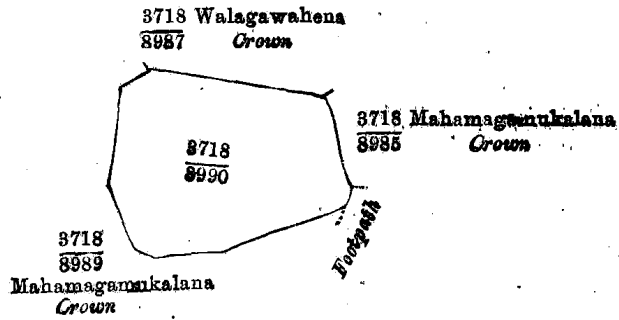 3718 Walagawahena
8987 Crown
3718 Mahamagamukalana
8985 Crown
3718
8990
Footpath
3718
8989
Mahamagamukalana
Crown